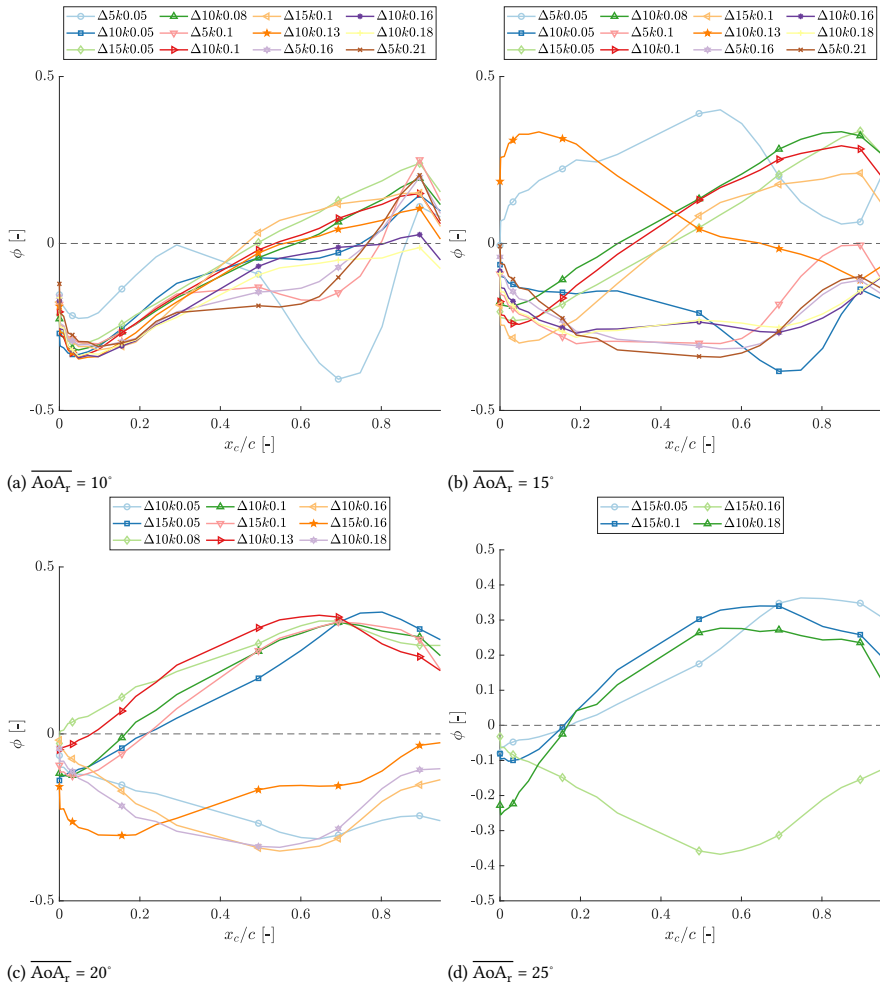 Δ5k0.05 Δ10k0.08 Δ15k0.1 Δ10k0.16
Δ10k0.05 Δ5k0.1 Δ10k0.13 Δ10k0.18
Δ15k0.05 Δ10k0.1 Δ5k0.16 Δ5k0.21
0.5
0
-0.5
ϕ [-]
0 0.2 0.4 0.6 0.8
x_c/c [-]
(a) AoA_r = 10°
Δ5k0.05 Δ10k0.08 Δ15k0.1 Δ10k0.16
Δ10k0.05 Δ5k0.1 Δ10k0.13 Δ10k0.18
Δ15k0.05 Δ10k0.1 Δ5k0.16 Δ5k0.21
0.5
0
-0.5
ϕ [-]
0 0.2 0.4 0.6 0.8
x_c/c [-]
(b) AoA_r = 15°
Δ10k0.05 Δ10k0.1 Δ10k0.16
Δ15k0.05 Δ15k0.1 Δ15k0.16
Δ10k0.08 Δ10k0.13 Δ10k0.18
0.5
0
-0.5
ϕ [-]
0 0.2 0.4 0.6 0.8
x_c/c [-]
(c) AoA_r = 20°
Δ15k0.05 Δ15k0.16
Δ15k0.1 Δ10k0.18
0.5
0.4
0.3
0.2
0.1
0
-0.1
-0.2
-0.3
-0.4
-0.5
ϕ [-]
0 0.2 0.4 0.6 0.8
x_c/c [-]
(d) AoA_r = 25°